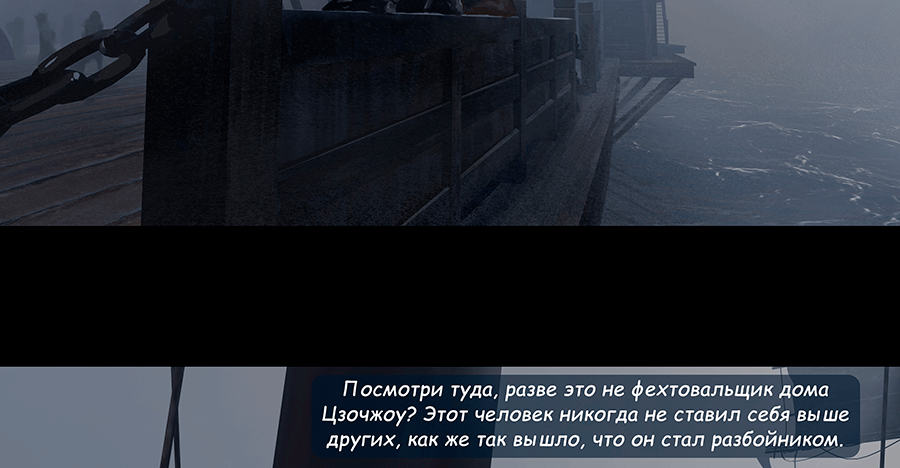 Посмотри туда, разве это не фехтовальщик дома
Цзочжоу? Этот человек никогда не ставил себя выше
других, как же так вышло, что он стал разбойником.